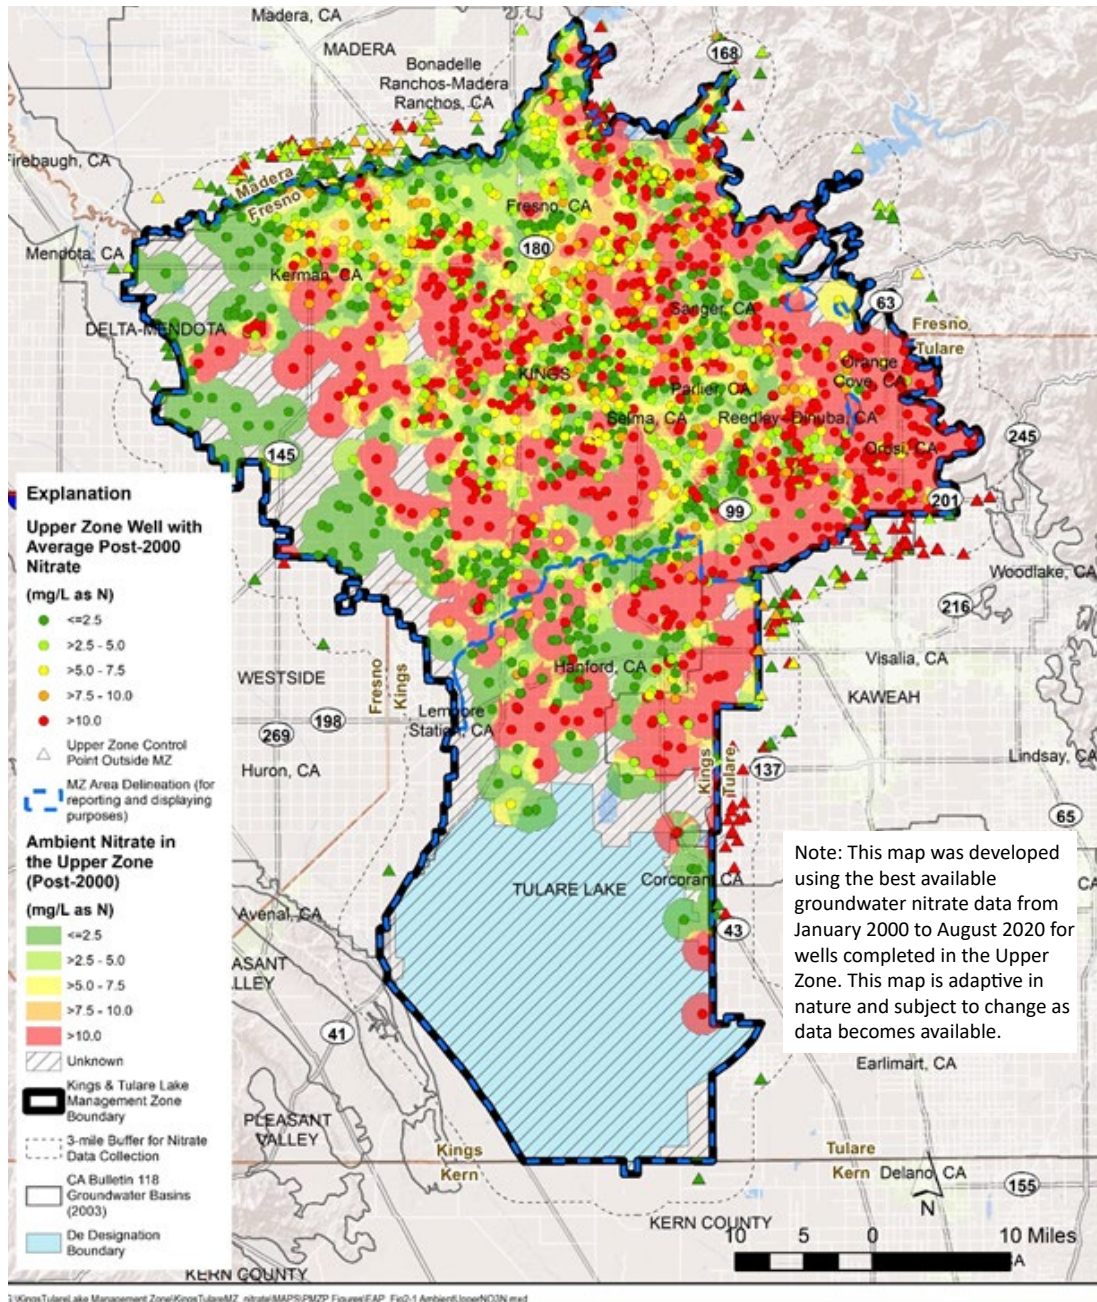 Madera, CA
MADERA
168
Bonadelle
Ranchos-Madera
Ranchos, CA
Firebaugh, CA
Madera
Fresno
Fresno, CA
180
Mendota, CA
Kerman, CA
Sanger, CA
63
DELTA-MENDOTA
Fresno
Tulare
Orange
Cove, CA
KINGS
Parlier, CA
Selma, CA
Reedley--Dinuba, CA
Orosi, CA
245
145
201
99
Woodlake, CA
216
Hanford, CA
Visalia, CA
WESTSIDE
Fresno
Kings
KAWEAH
Lemoore
Station, CA
198
269
Kings
Tulare
137
Lindsay, CA
Huron, CA
65
TULARE LAKE
Corcoran, CA
CA
Avenal, CA
43
ASANT
LLEY
41
Earlimart, CA
PLEASANT
VALLEY
Kings
Kern
Tulare
Kern
Delano, CA
155
KERN COUNTY
KERN COUNTY
Explanation
Upper Zone Well with
Average Post-2000
Nitrate
(mg/L as N)
<=2.5
>2.5 - 5.0
>5.0 - 7.5
>7.5 - 10.0
>10.0
Upper Zone Control
Point Outside MZ
MZ Area Delineation (for
reporting and displaying
purposes)
Ambient Nitrate in
the Upper Zone
(Post-2000)
(mg/L as N)
<=2.5
>2.5 - 5.0
>5.0 - 7.5
>7.5 - 10.0
>10.0
Unknown
Kings & Tulare Lake
Management Zone
Boundary
3-mile Buffer for Nitrate
Data Collection
CA Bulletin 118
Groundwater Basins
(2003)
De Designation
Boundary
Note: This map was developed
using the best available
groundwater nitrate data from
January 2000 to August 2020 for
wells completed in the Upper
Zone. This map is adaptive in
nature and subject to change as
data becomes available.
N
10 5 0 10 Miles